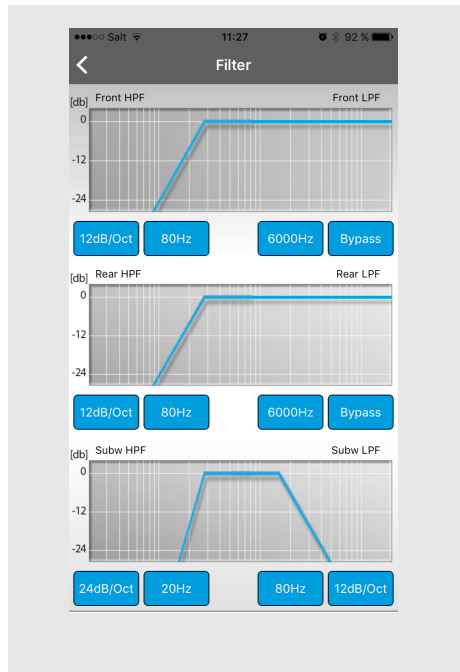 Salt 11:27 92 %
Filter
[db] Front HPF Front LPF
0
-12
-24
12dB/Oct 80Hz 6000Hz Bypass
[db] Rear HPF Rear LPF
0
-12
-24
12dB/Oct 80Hz 6000Hz Bypass
[db] Subw HPF Subw LPF
0
-12
-24
24dB/Oct 20Hz 80Hz 12dB/Oct